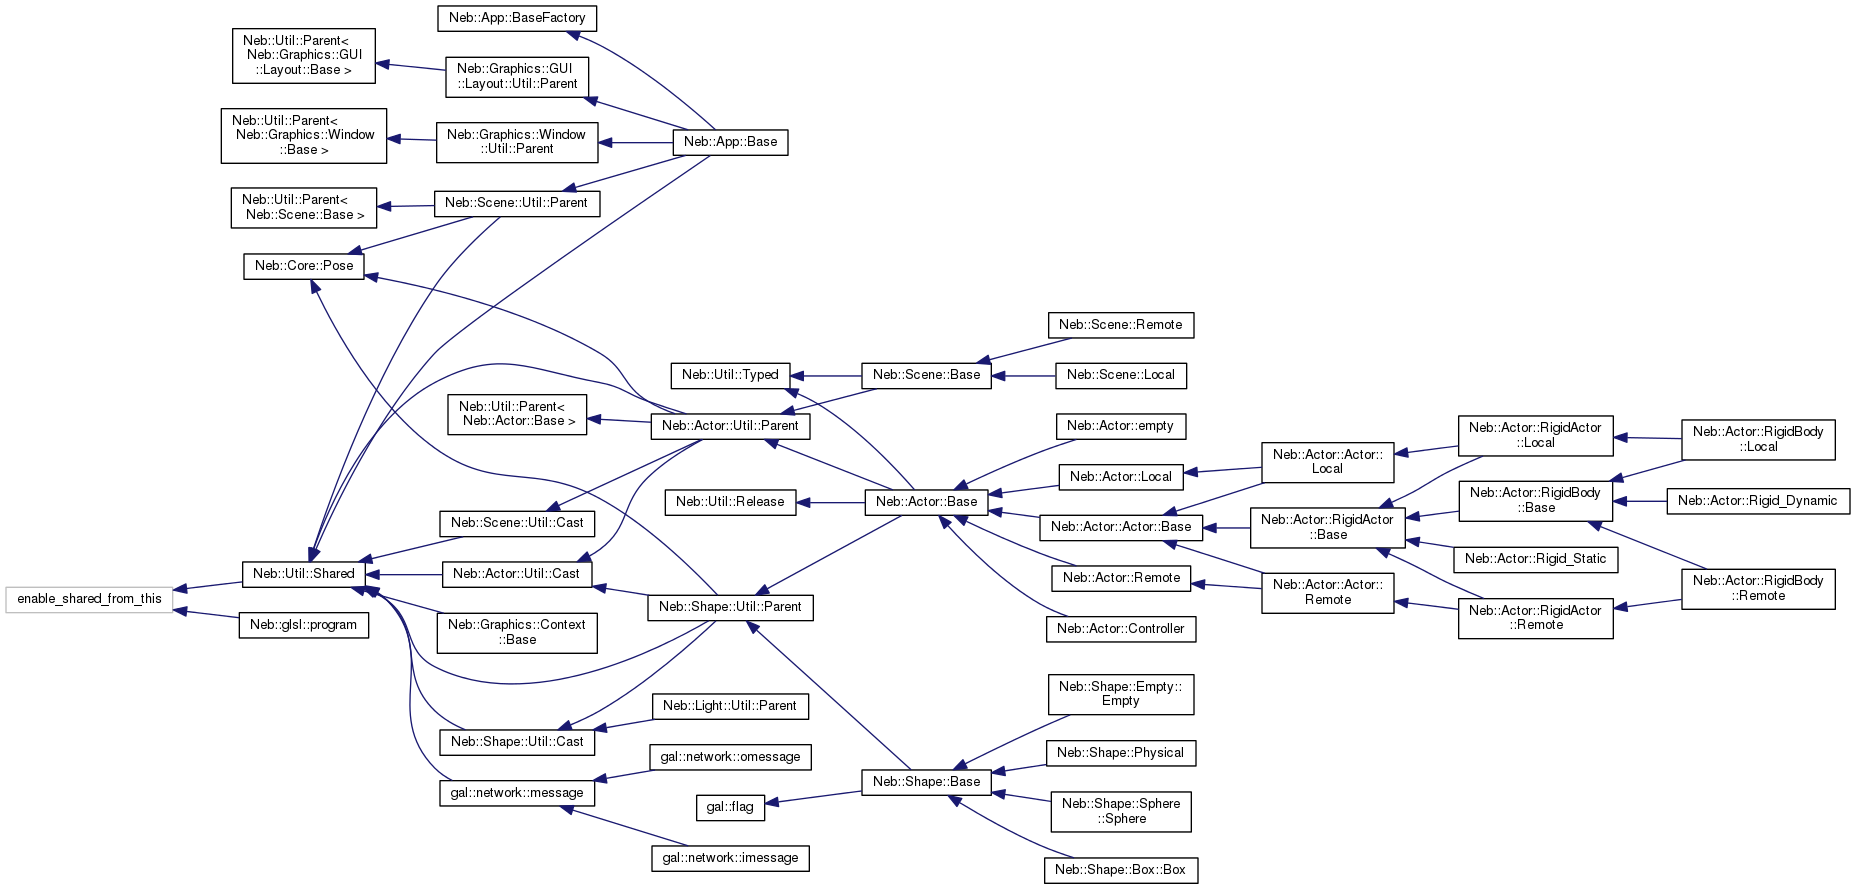 Neb::App::BaseFactory
Neb::Util::Parent<
Neb::Graphics::GUI
::Layout::Base >
Neb::Graphics::GUI
::Layout::Util::Parent
Neb::Util::Parent<
Neb::Graphics::Window
::Base >
Neb::Graphics::Window
::Util::Parent
Neb::App::Base
Neb::Util::Parent<
Neb::Scene::Base >
Neb::Scene::Util::Parent
Neb::Core::Pose
Neb::Scene::Remote
Neb::Util::Typed
Neb::Scene::Base
Neb::Scene::Local
Neb::Util::Parent<
Neb::Actor::Base >
Neb::Actor::Util::Parent
Neb::Actor::empty
Neb::Actor::RigidActor
::Local
Neb::Actor::RigidBody
::Local
Neb::Actor::Actor::
Local
Neb::Actor::Local
Neb::Util::Release
Neb::Actor::Base
Neb::Actor::RigidBody
::Base
Neb::Actor::Rigid_Dynamic
Neb::Scene::Util::Cast
Neb::Actor::Actor::Base
Neb::Actor::RigidActor
::Base
Neb::Actor::Rigid_Static
Neb::Util::Shared
Neb::Actor::Util::Cast
Neb::Actor::Remote
Neb::Actor::Actor::
Remote
Neb::Actor::RigidBody
::Remote
enable_shared_from_this
Neb::Shape::Util::Parent
Neb::Actor::RigidActor
::Remote
Neb::glsl::program
Neb::Graphics::Context
::Base
Neb::Actor::Controller
Neb::Shape::Empty::
Empty
Neb::Light::Util::Parent
Neb::Shape::Util::Cast
gal::network::omessage
Neb::Shape::Physical
Neb::Shape::Base
gal::network::message
gal::flag
Neb::Shape::Sphere
::Sphere
gal::network::imessage
Neb::Shape::Box::Box